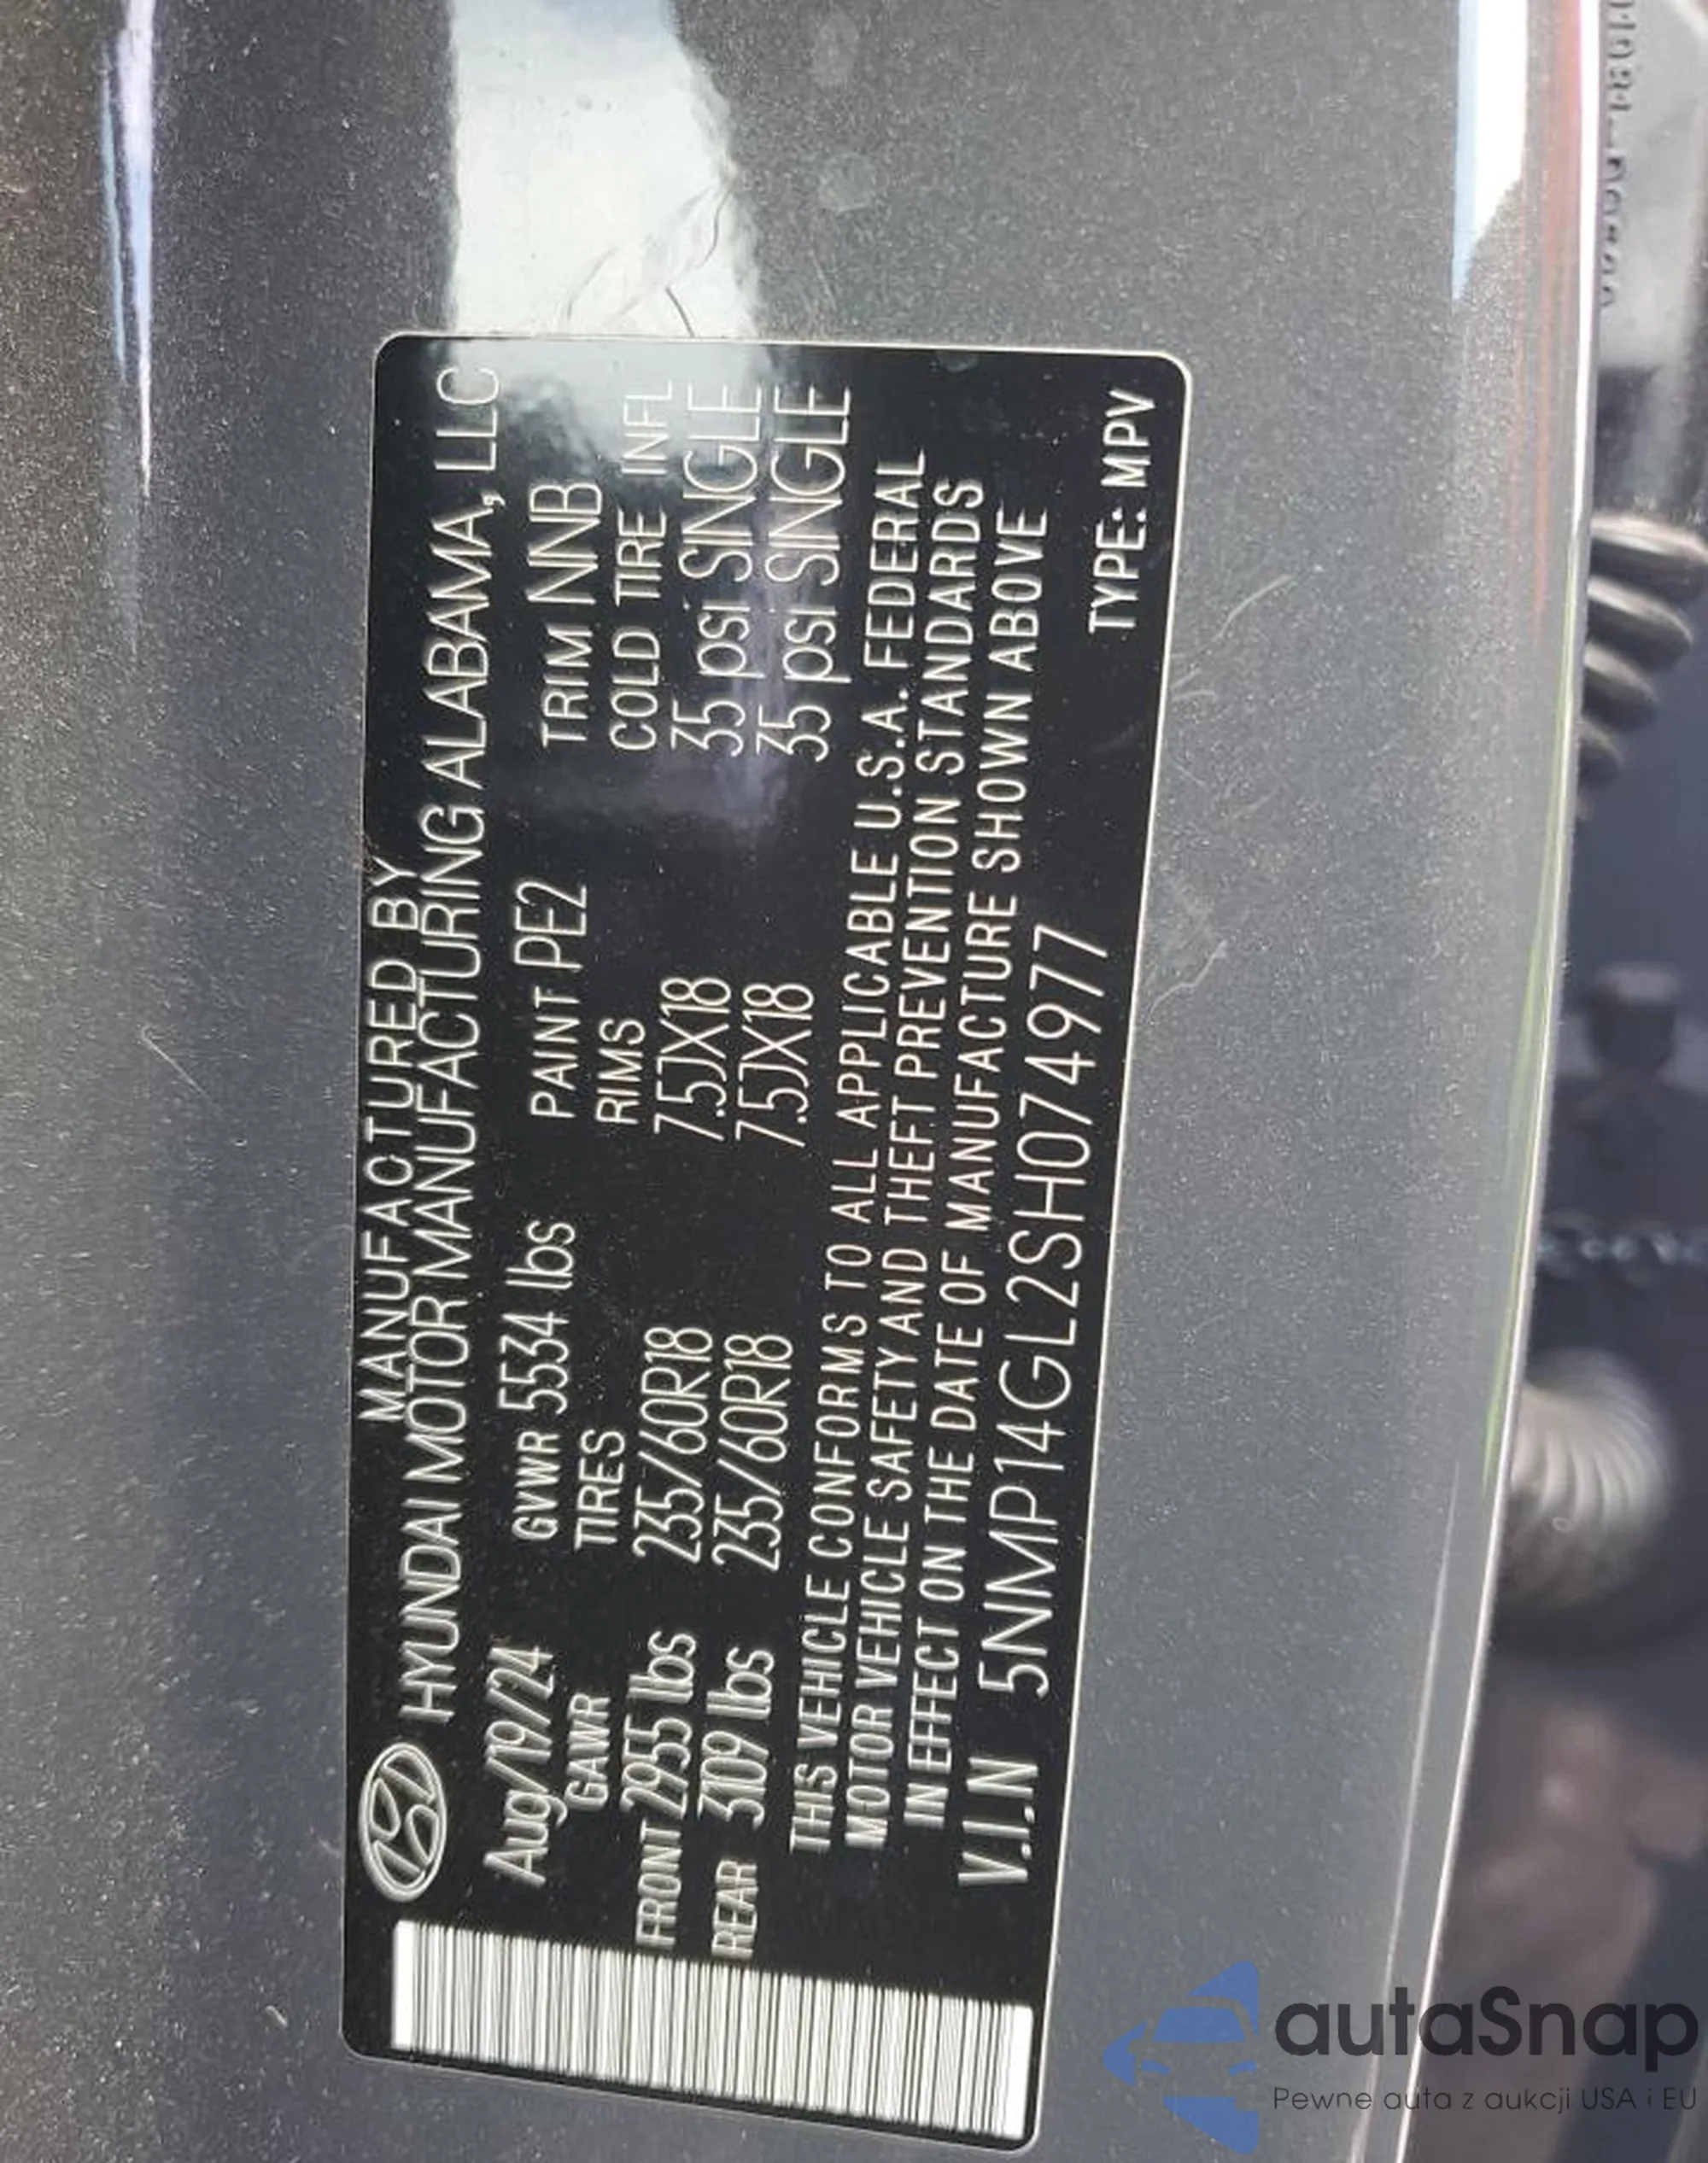 MANUFACTURED BY
HYUNDAI MOTOR MANUFACTURING ALABAMA, LLC
Aug/19/24 GVWR 5534 lbs PAINT PE2 TRIM NNB
GAWR TIRES RIMS COLD TIRE INFL
FRONT 2955 lbs 235/60R18 7.5JX18 35 psi SINGLE
REAR 3109 lbs 235/60R18 7.5JX18 35 psi SINGLE
THIS VEHICLE CONFORMS TO ALL APPLICABLE U.S.A. FEDERAL
MOTOR VEHICLE SAFETY AND THEFT PREVENTION STANDARDS
IN EFFECT ON THE DATE OF MANUFACTURE SHOWN ABOVE
V.I.N 5NMP14GL2SH074977
TYPE: MPV
autaSnap
Pewne auta z aukcji USA i EU